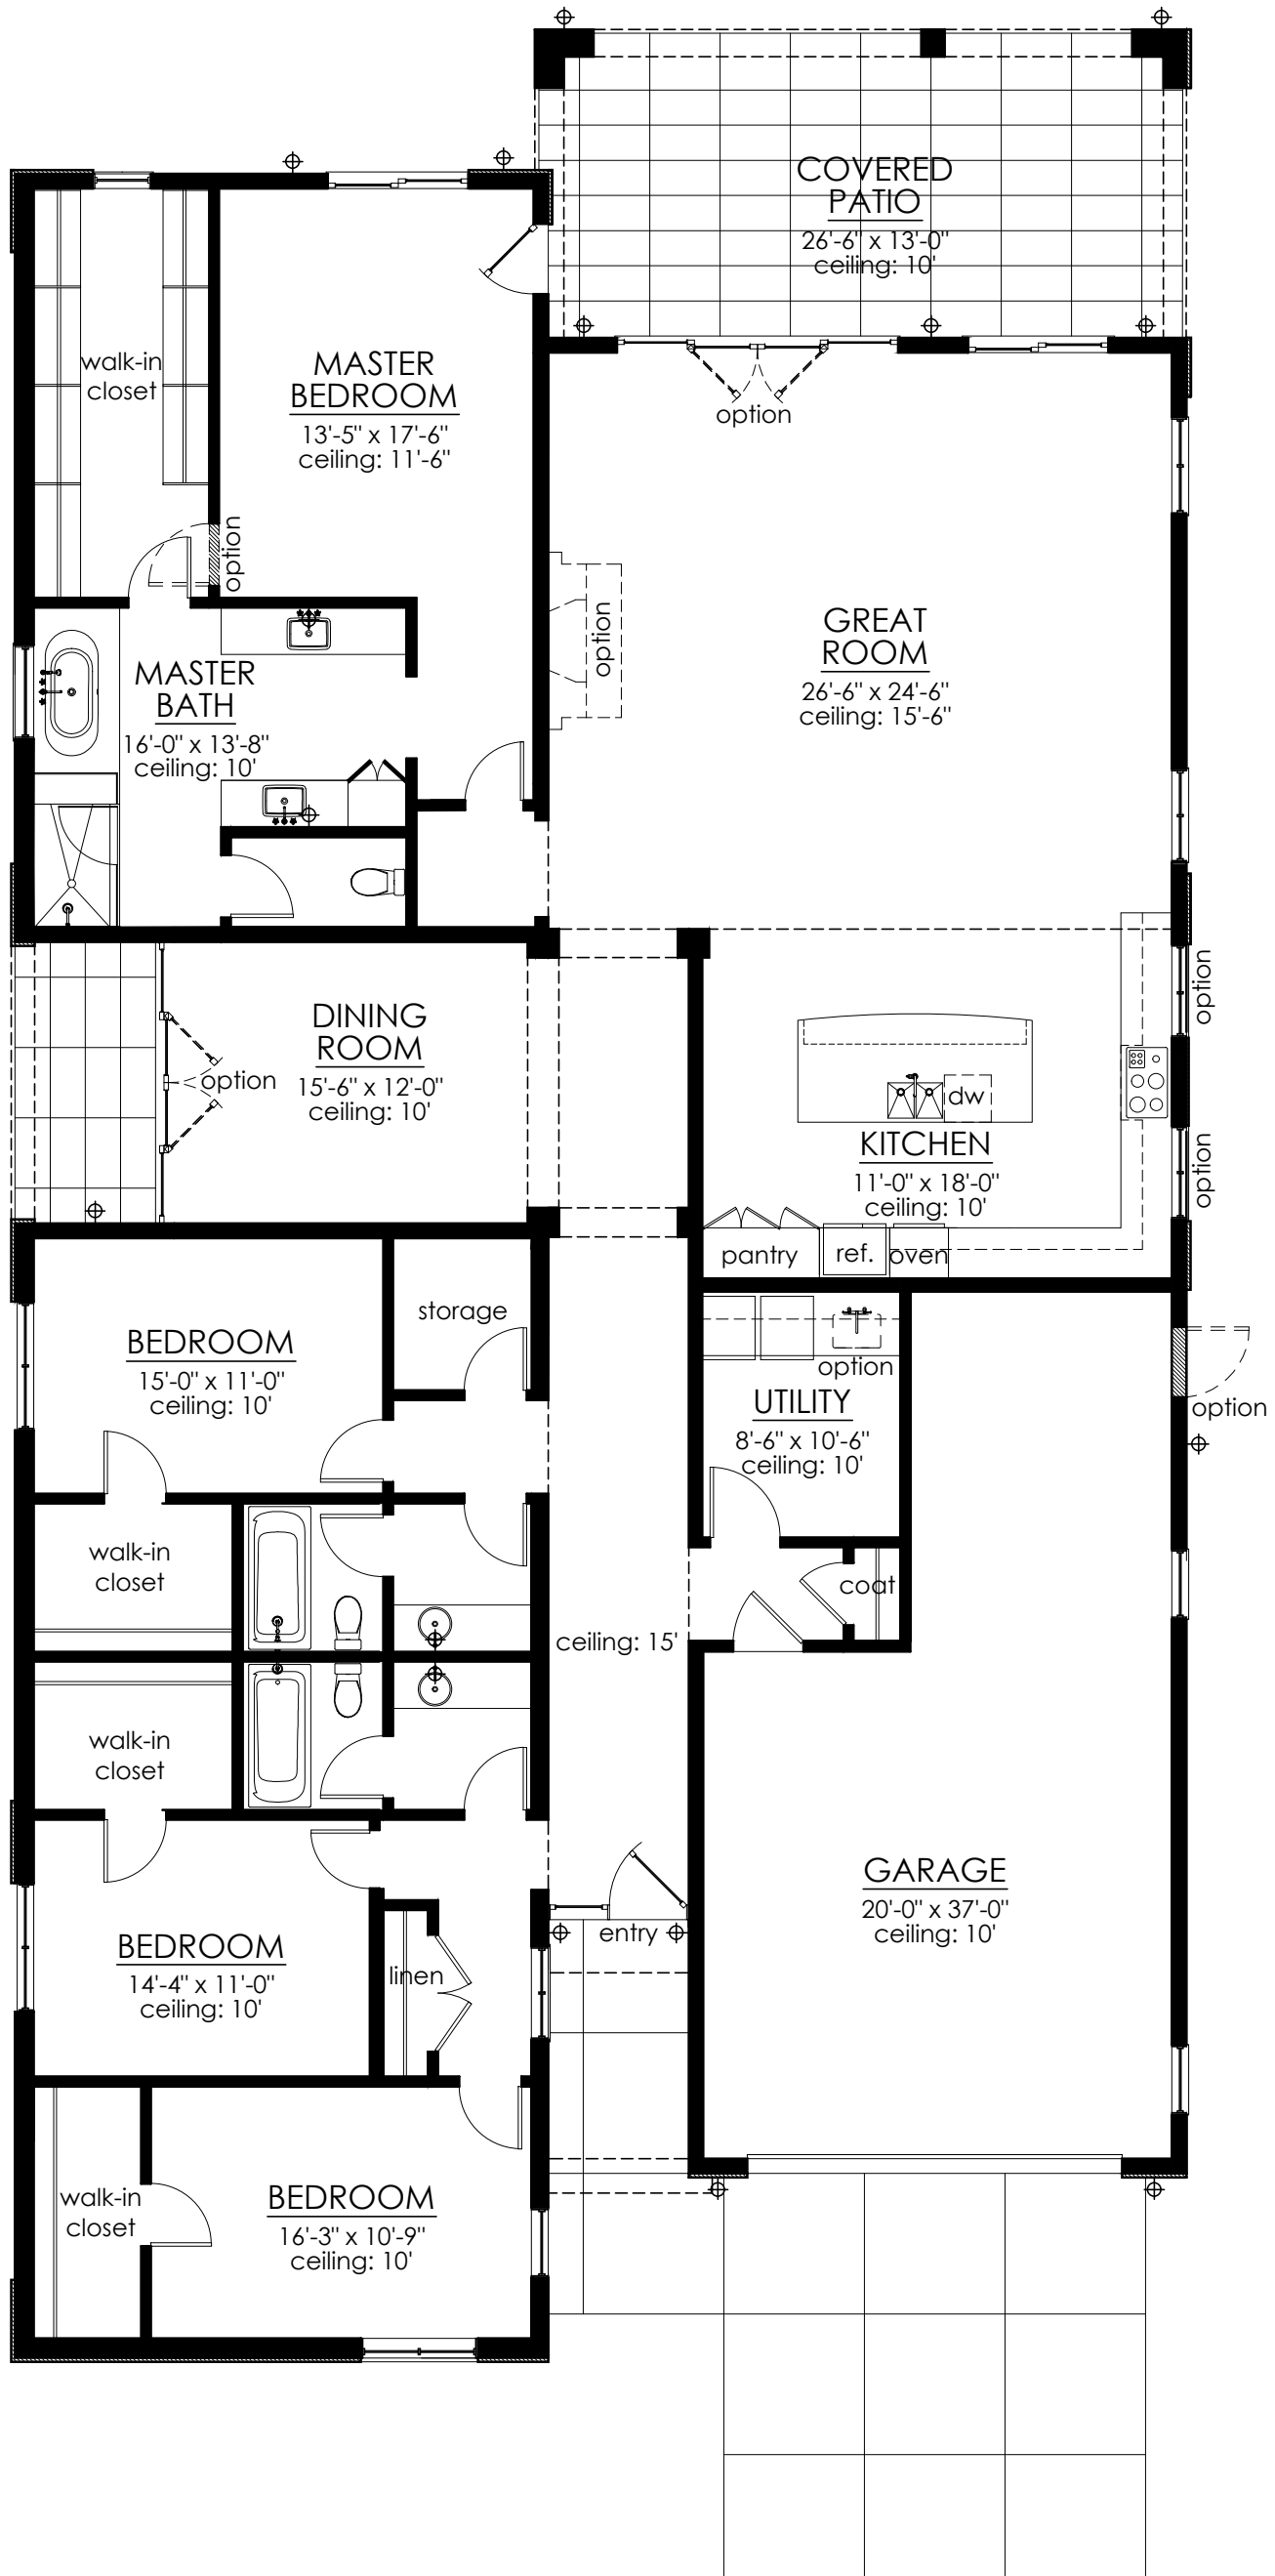 COVERED
PATIO
26'-6" x 13'-0"
ceiling: 10'
walk-in
closet
MASTER
BEDROOM
13'-5" x 17'-6"
ceiling: 11'-6"
option
option
option
GREAT
ROOM
26'-6" x 24'-6"
ceiling: 15'-6"
MASTER
BATH
16'-0" x 13'-8"
ceiling: 10'
DINING
ROOM
15'-6" x 12'-0"
ceiling: 10'
option
option
dw
KITCHEN
11'-0" x 18'-0"
ceiling: 10'
option
pantry
ref.
oven
storage
BEDROOM
15'-0" x 11'-0"
ceiling: 10'
option
UTILITY
8'-6" x 10'-6"
ceiling: 10'
option
walk-in
closet
coat
ceiling: 15'
walk-in
closet
GARAGE
20'-0" x 37'-0"
ceiling: 10'
entry
BEDROOM
14'-4" x 11'-0"
ceiling: 10'
linen
walk-in
closet
BEDROOM
16'-3" x 10'-9"
ceiling: 10'